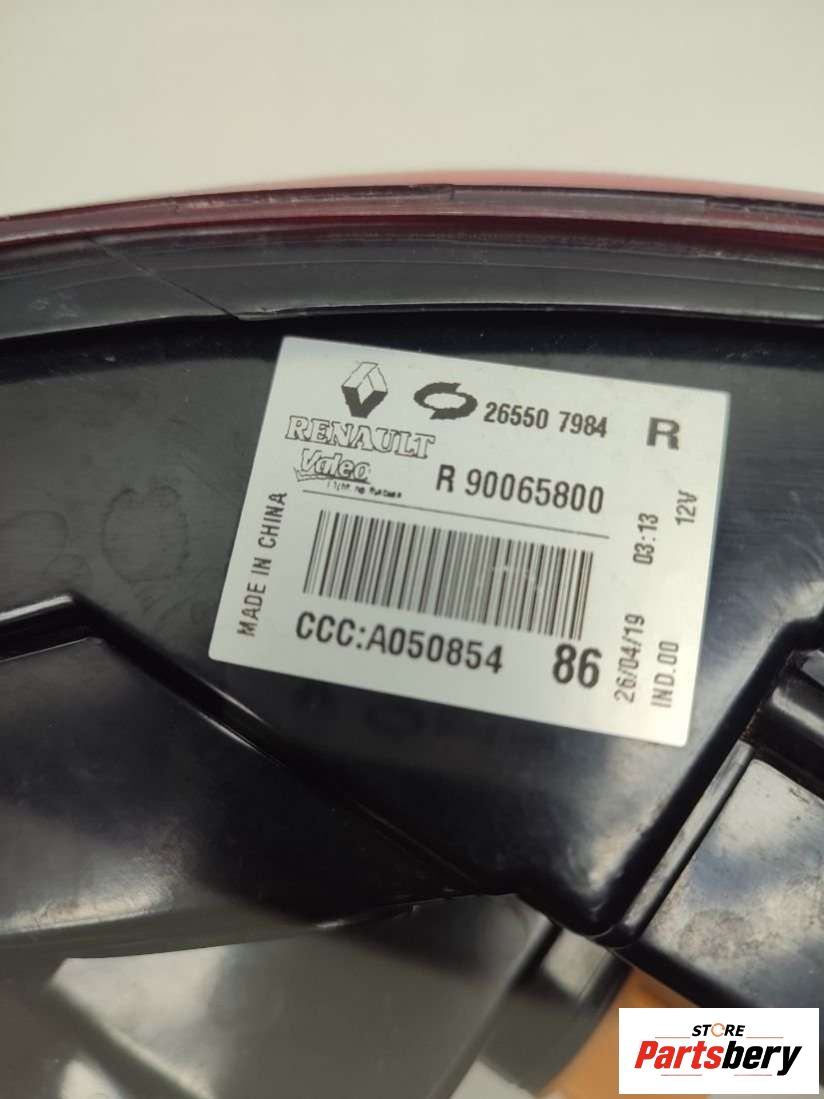 26550 7984 R
RENAULT
Valeo
R 90065800
MADE IN CHINA
CCC:A050854 86
26/04/19 03:13
IND.00 12V
STORE
Partsbery